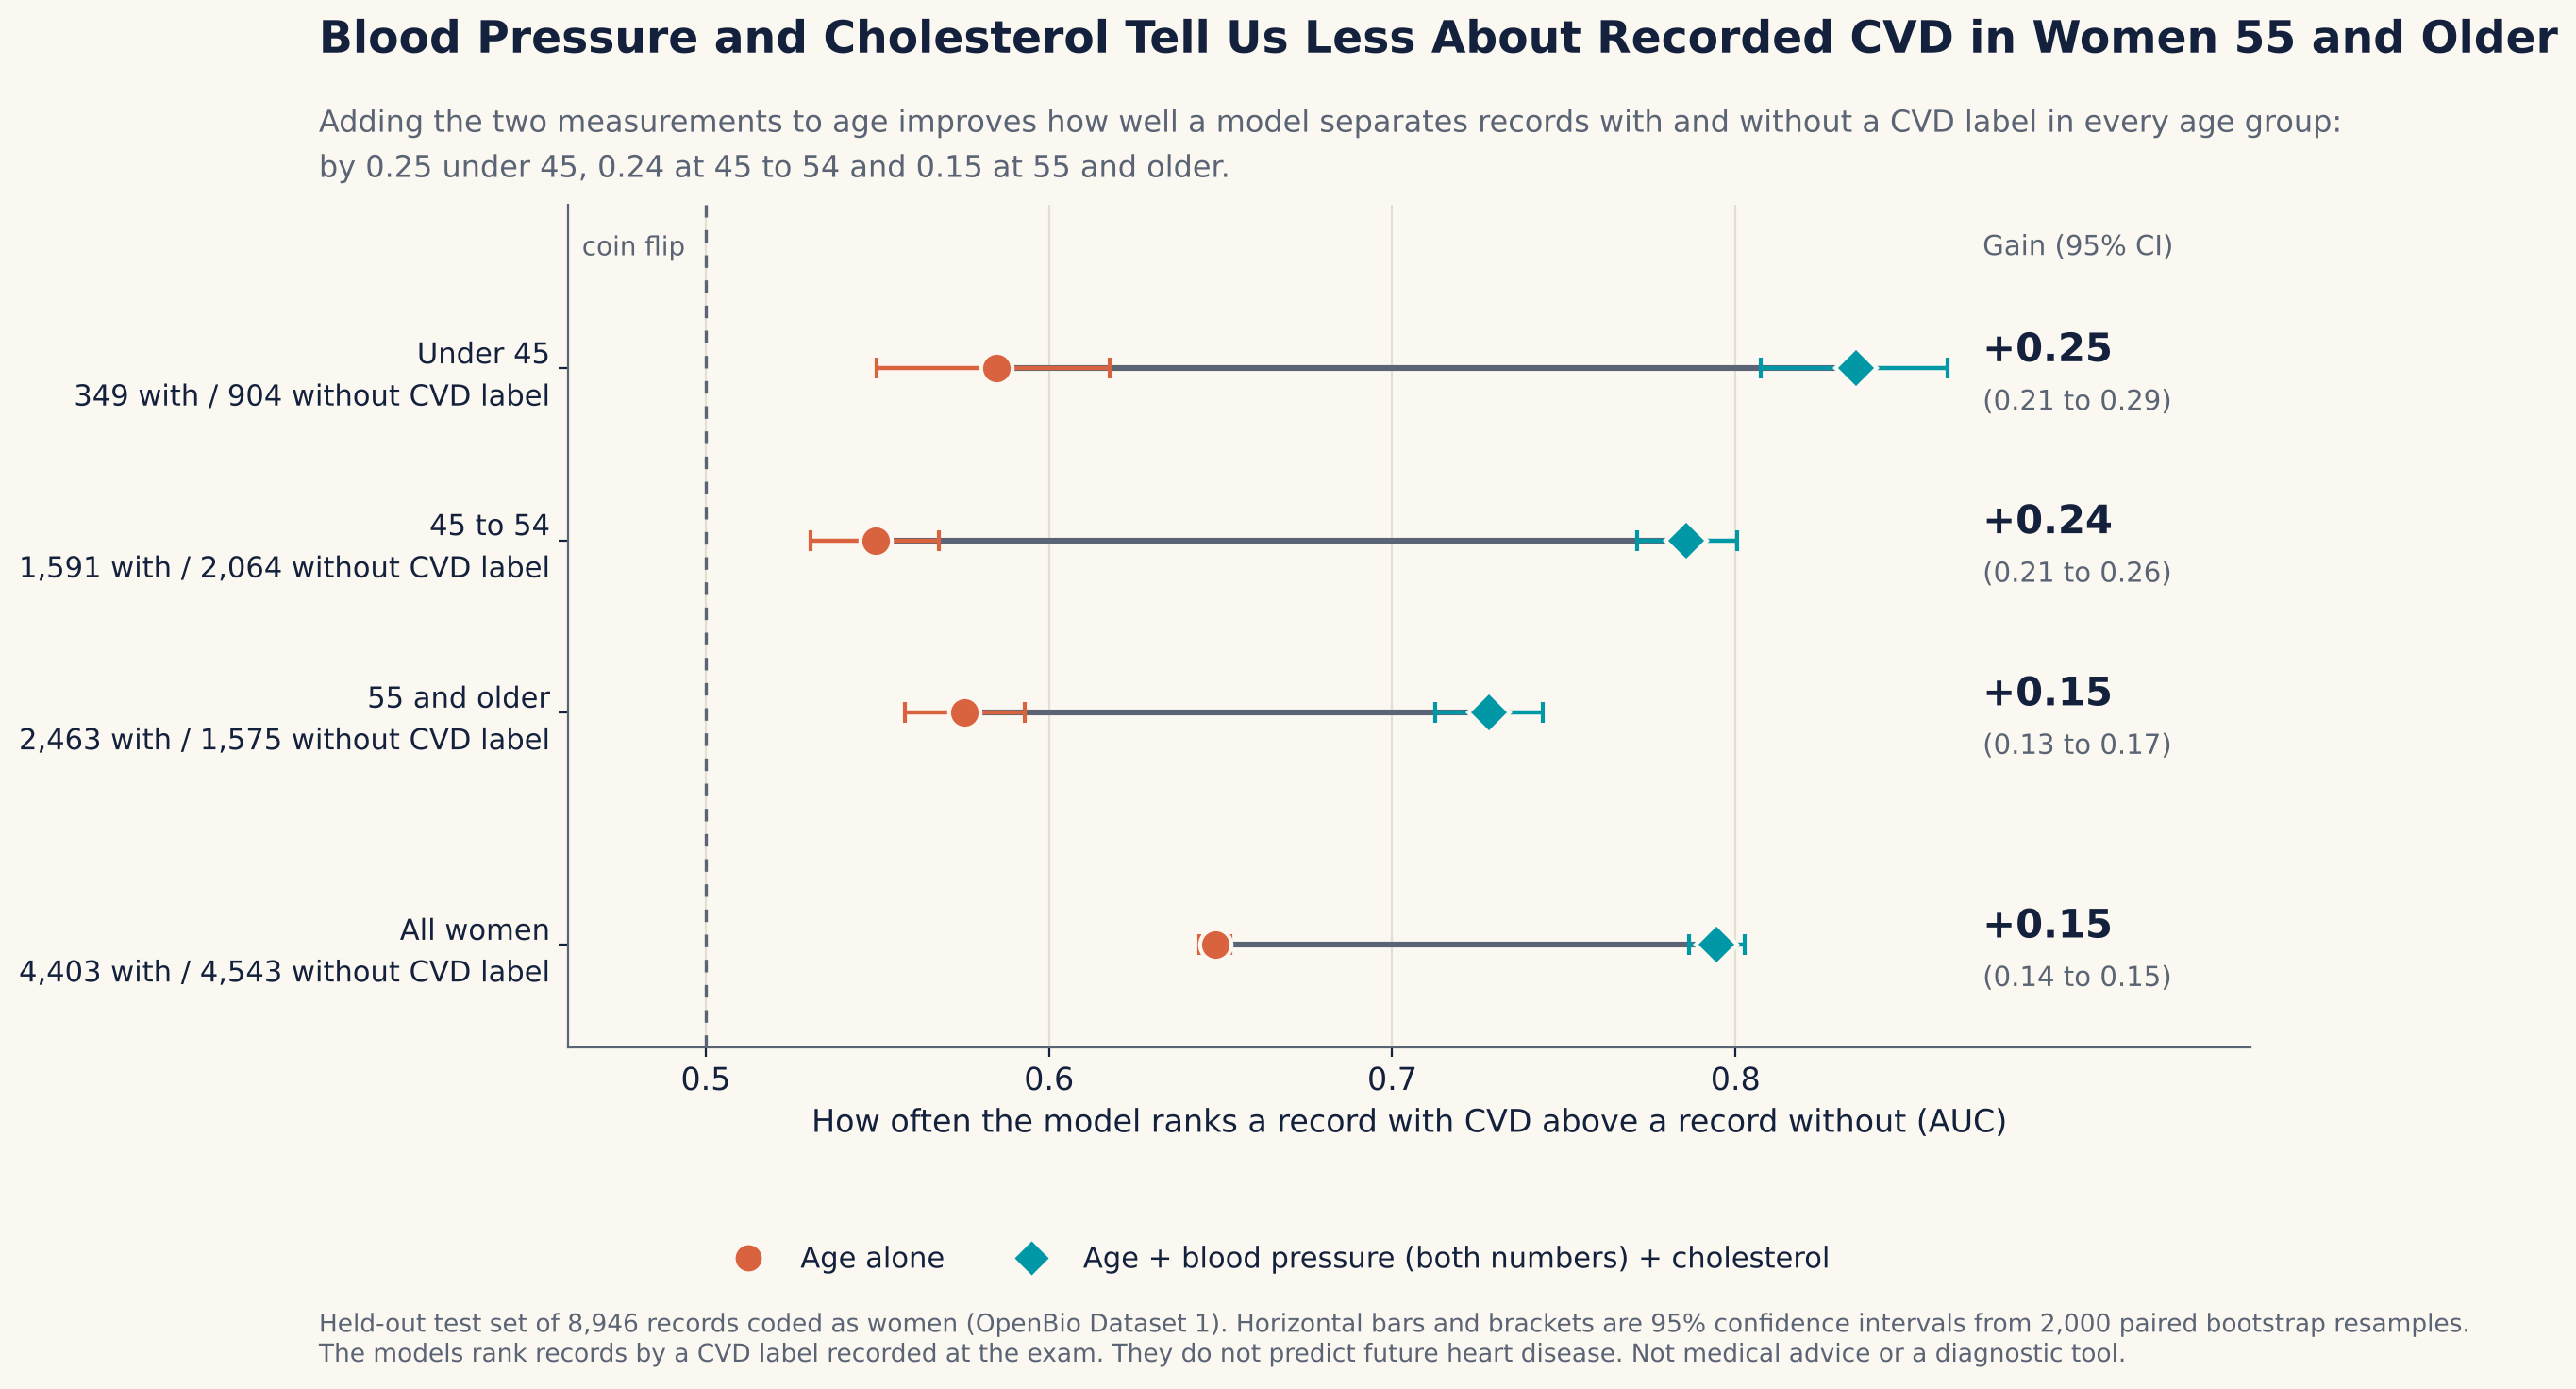 Blood Pressure and Cholesterol Tell Us Less About Recorded CVD in Women 55 and Older
Adding the two measurements to age improves how well a model separates records with and without a CVD label in every age group:
by 0.25 under 45, 0.24 at 45 to 54 and 0.15 at 55 and older.
coin flip
Gain (95% CI)
Under 45
349 with / 904 without CVD label
+0.25
(0.21 to 0.29)
45 to 54
1,591 with / 2,064 without CVD label
+0.24
(0.21 to 0.26)
55 and older
2,463 with / 1,575 without CVD label
+0.15
(0.13 to 0.17)
All women
4,403 with / 4,543 without CVD label
+0.15
(0.14 to 0.15)
0.5 0.6 0.7 0.8
How often the model ranks a record with CVD above a record without (AUC)
Age alone
Age + blood pressure (both numbers) + cholesterol
Held-out test set of 8,946 records coded as women (OpenBio Dataset 1). Horizontal bars and brackets are 95% confidence intervals from 2,000 paired bootstrap resamples.
The models rank records by a CVD label recorded at the exam. They do not predict future heart disease. Not medical advice or a diagnostic tool.